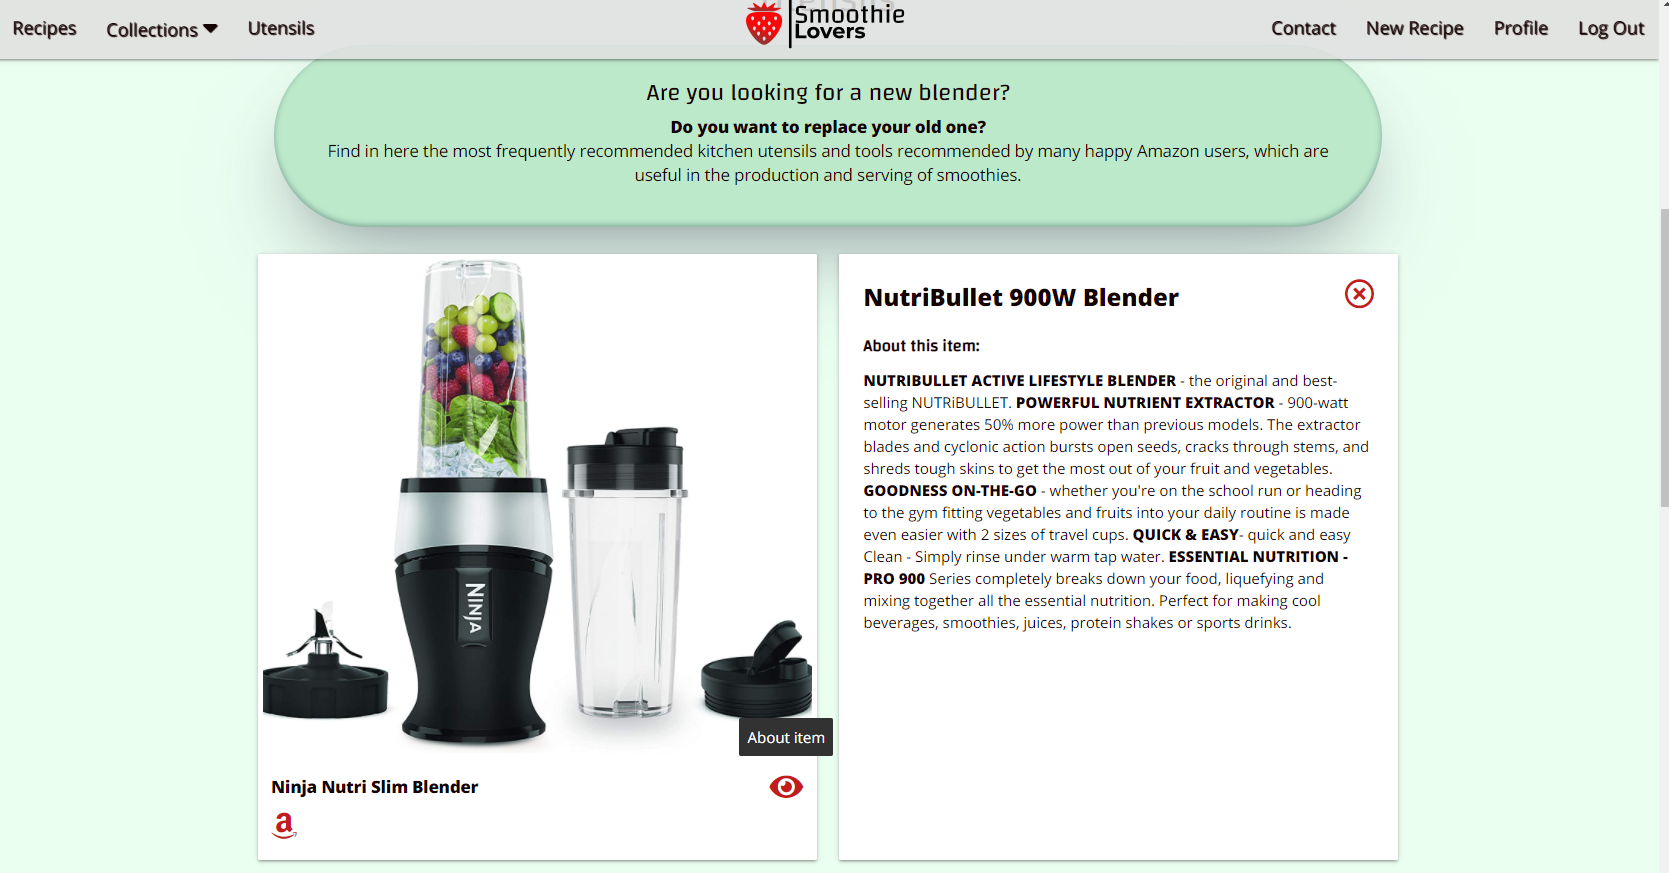 Recipes
Collections
Utensils
Smoothie
Lovers
Contact
New Recipe
Profile
Log Out
Are you looking for a new blender?
Do you want to replace your old one?
Find in here the most frequently recommended kitchen utensils and tools recommended by many happy Amazon users, which are
useful in the production and serving of smoothies.
NINJA
About item
Ninja Nutri Slim Blender
a
NutriBullet 900W Blender
About this item:
NUTRIBULLET ACTIVE LIFESTYLE BLENDER - the original and best-
selling NUTRiBULLET. POWERFUL NUTRIENT EXTRACTOR - 900-watt
motor generates 50% more power than previous models. The extractor
blades and cyclonic action bursts open seeds, cracks through stems, and
shreds tough skins to get the most out of your fruit and vegetables.
GOODNESS ON-THE-GO - whether you're on the school run or heading
to the gym fitting vegetables and fruits into your daily routine is made
even easier with 2 sizes of travel cups. QUICK & EASY- quick and easy
Clean - Simply rinse under warm tap water. ESSENTIAL NUTRITION -
PRO 900 Series completely breaks down your food, liquefying and
mixing together all the essential nutrition. Perfect for making cool
beverages, smoothies, juices, protein shakes or sports drinks.